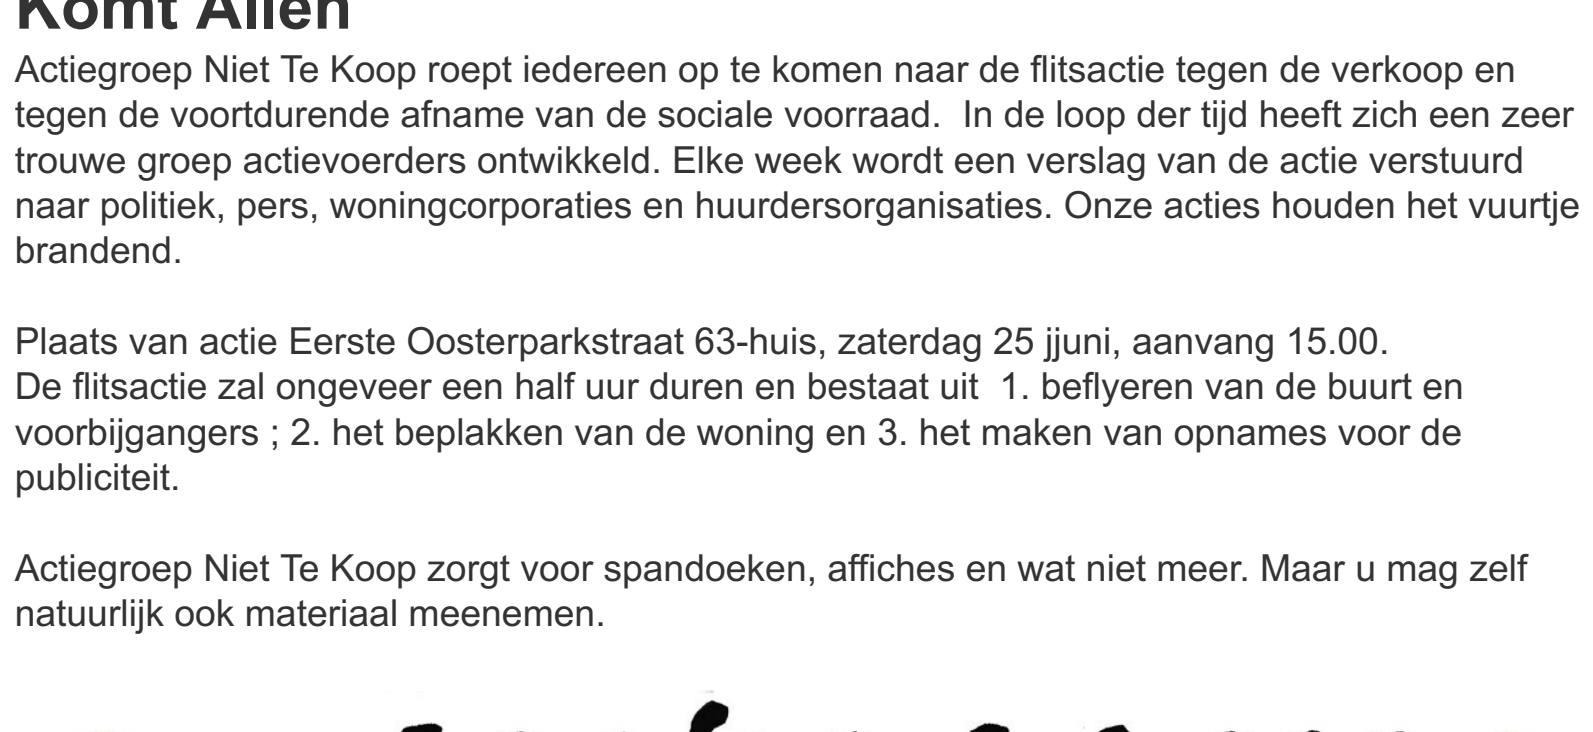 Komt Allen
Actiegroep Niet Te Koop roept iedereen op te komen naar de flitsactie tegen de verkoop en
tegen de voortdurende afname van de sociale voorraad.  In de loop der tijd heeft zich een zeer
trouwe groep actievoerders ontwikkeld. Elke week wordt een verslag van de actie verstuurd
naar politiek, pers, woningcorporaties en huurdersorganisaties. Onze acties houden het vuurtje
brandend.
Plaats van actie Eerste Oosterparkstraat 63-huis, zaterdag 25 jjuni, aanvang 15.00.
De flitsactie zal ongeveer een half uur duren en bestaat uit  1. beflyeren van de buurt en
voorbijgangers ; 2. het beplakken van de woning en 3. het maken van opnames voor de
publiciteit.
Actiegroep Niet Te Koop zorgt voor spandoeken, affiches en wat niet meer. Maar u mag zelf
natuurlijk ook materiaal meenemen.